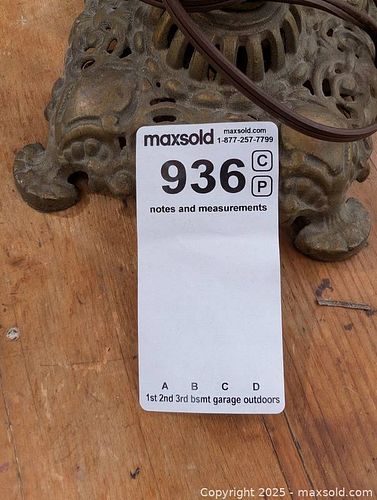 maxsold maxsold.com
1-877-257-7799
936 C
P
notes and measurements
A B C D
1st 2nd 3rd bsmt garage outdoors
Copyright © 2025 - maxsold.com